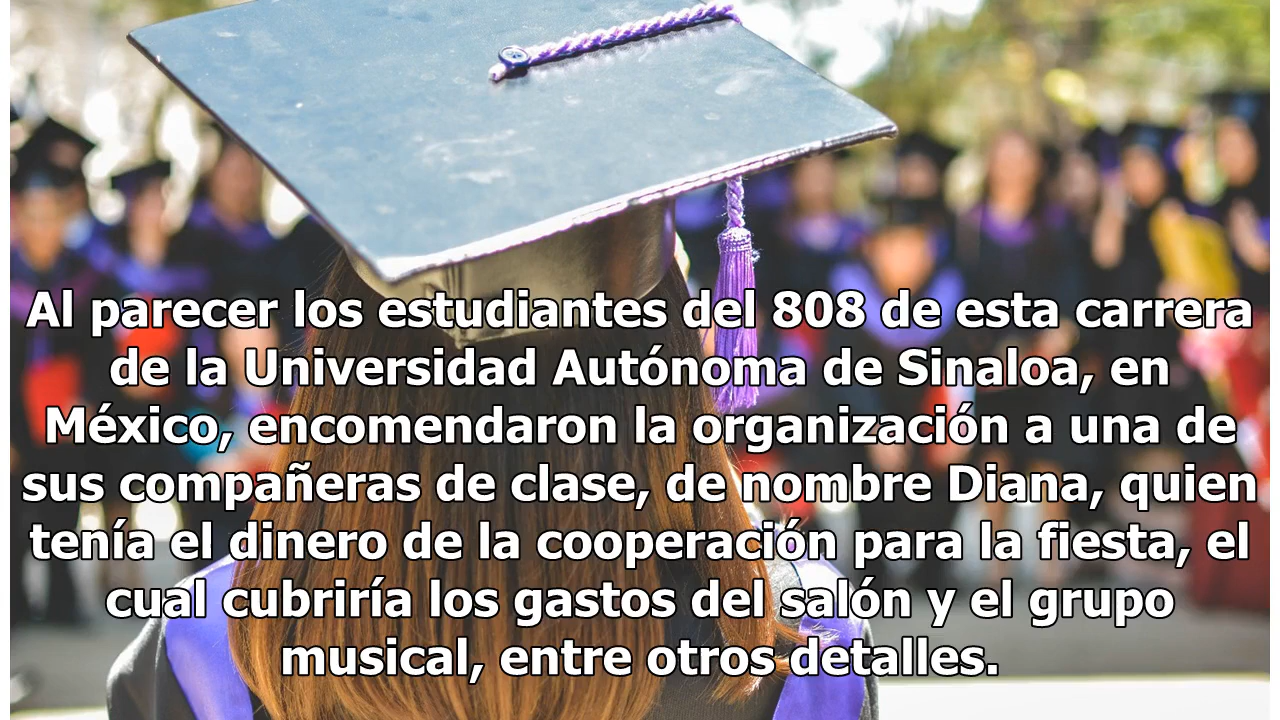 Al parecer los estudiantes del 808 de esta carrera
de la Universidad Autónoma de Sinaloa, en
México, encomendaron la organización a una de
sus compañeras de clase, de nombre Diana, quien
tenía el dinero de la cooperación para la fiesta, el
cual cubriría los gastos del salón y el grupo
musical, entre otros detalles.